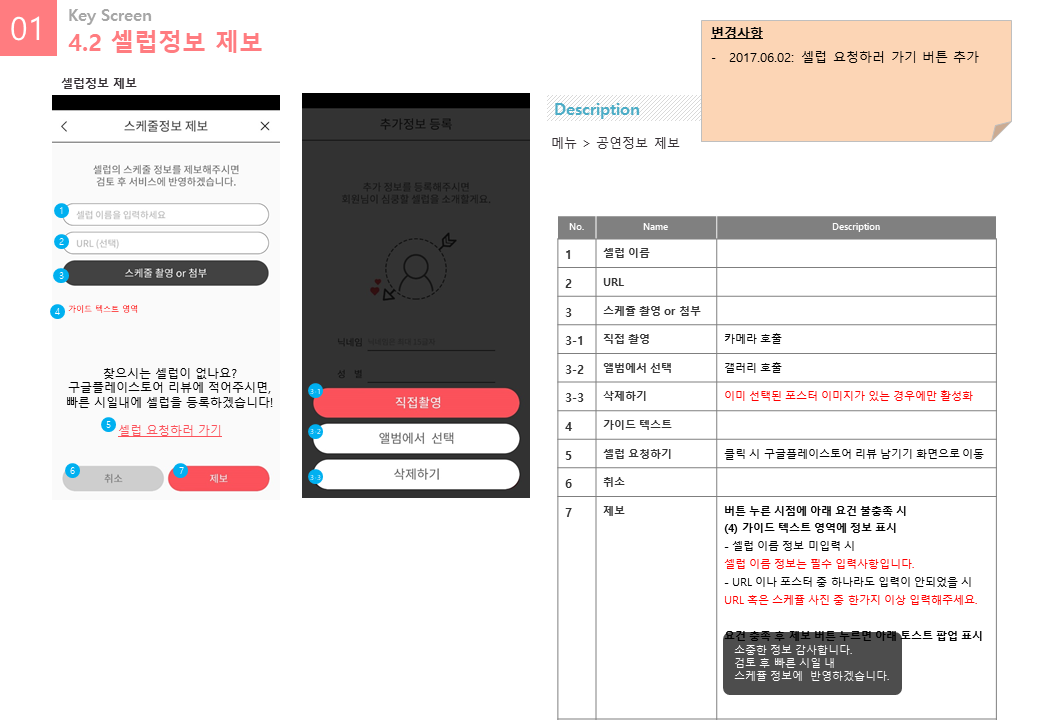 01
Key Screen
4.2 셀럽정보 제보
변경사항
- 2017.06.02: 셀럽 요청하러 가기 버튼 추가
셀럽정보 제보
스케줄정보 제보
셀럽의 스케줄 정보를 제보해주시면
검토 후 서비스에 반영하겠습니다.
1 셀럽 이름을 입력하세요
2 URL (선택)
3 스케줄 촬영 or 첨부
4 가이드 텍스트 영역
찾으시는 셀럽이 없나요?
구글플레이스토어 리뷰에 적어주시면,
빠른 시일내에 셀럽을 등록하겠습니다!
5 셀럽 요청하러 가기
6 취소
7 제보
추가정보 등록
추가 정보를 등록해주시면
회원님이 심쿵할 셀럽을 소개할게요.
닉네임
성 별
3-1 직접촬영
3-2 앨범에서 선택
3-3 삭제하기
Description
메뉴 > 공연정보 제보
No. Name Description
1 셀럽 이름
2 URL
3 스케쥴 촬영 or 첨부
3-1 직접 촬영 카메라 호출
3-2 앨범에서 선택 갤러리 호출
3-3 삭제하기 이미 선택된 포스터 이미지가 있는 경우에만 활성화
4 가이드 텍스트
5 셀럽 요청하기 클릭 시 구글플레이스토어 리뷰 남기기 화면으로 이동
6 취소
7 제보 버튼 누른 시점에 아래 요건 불충족 시
(4) 가이드 텍스트 영역에 정보 표시
- 셀럽 이름 정보 미입력 시
셀럽 이름 정보는 필수 입력사항입니다.
- URL 이나 포스터 중 하나라도 입력이 안되었을 시
URL 혹은 스케쥴 사진 중 한가지 이상 입력해주세요.
요건 충족 후 제보 버튼 누르면 아래 토스트 팝업 표시
소중한 정보 감사합니다.
검토 후 빠른 시일 내
스케쥴 정보에 반영하겠습니다.